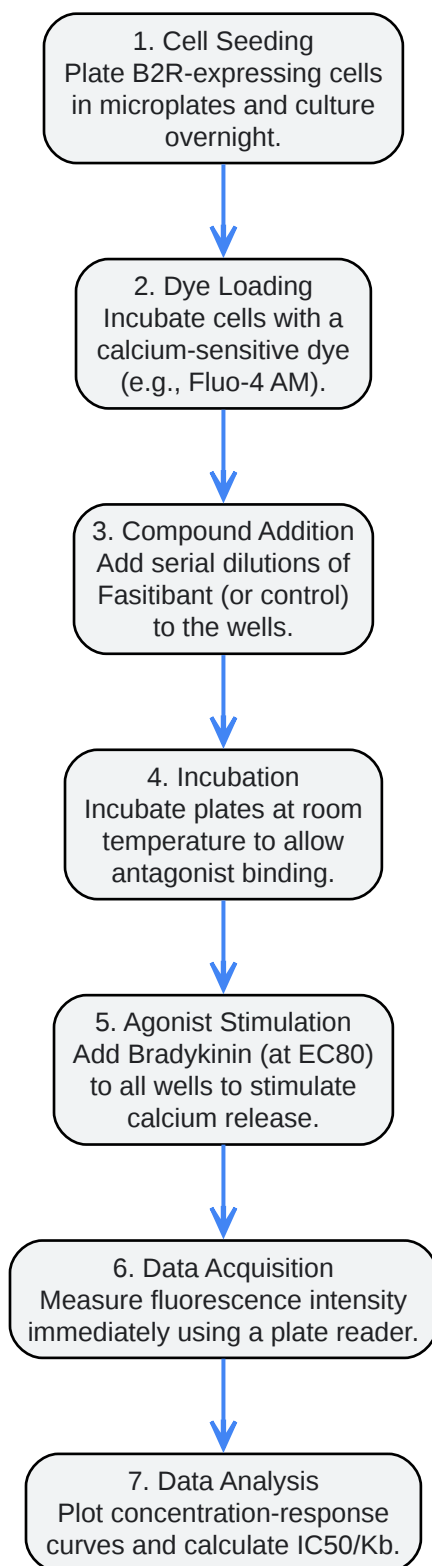 1. Cell Seeding
Plate B2R-expressing cells
in microplates and culture
overnight.
2. Dye Loading
Incubate cells with a
calcium-sensitive dye
(e.g., Fluo-4 AM).
3. Compound Addition
Add serial dilutions of
Fasitibant (or control)
to the wells.
4. Incubation
Incubate plates at room
temperature to allow
antagonist binding.
5. Agonist Stimulation
Add Bradykinin (at EC80)
to all wells to stimulate
calcium release.
6. Data Acquisition
Measure fluorescence intensity
immediately using a plate reader.
7. Data Analysis
Plot concentration-response
curves and calculate IC50/Kb.